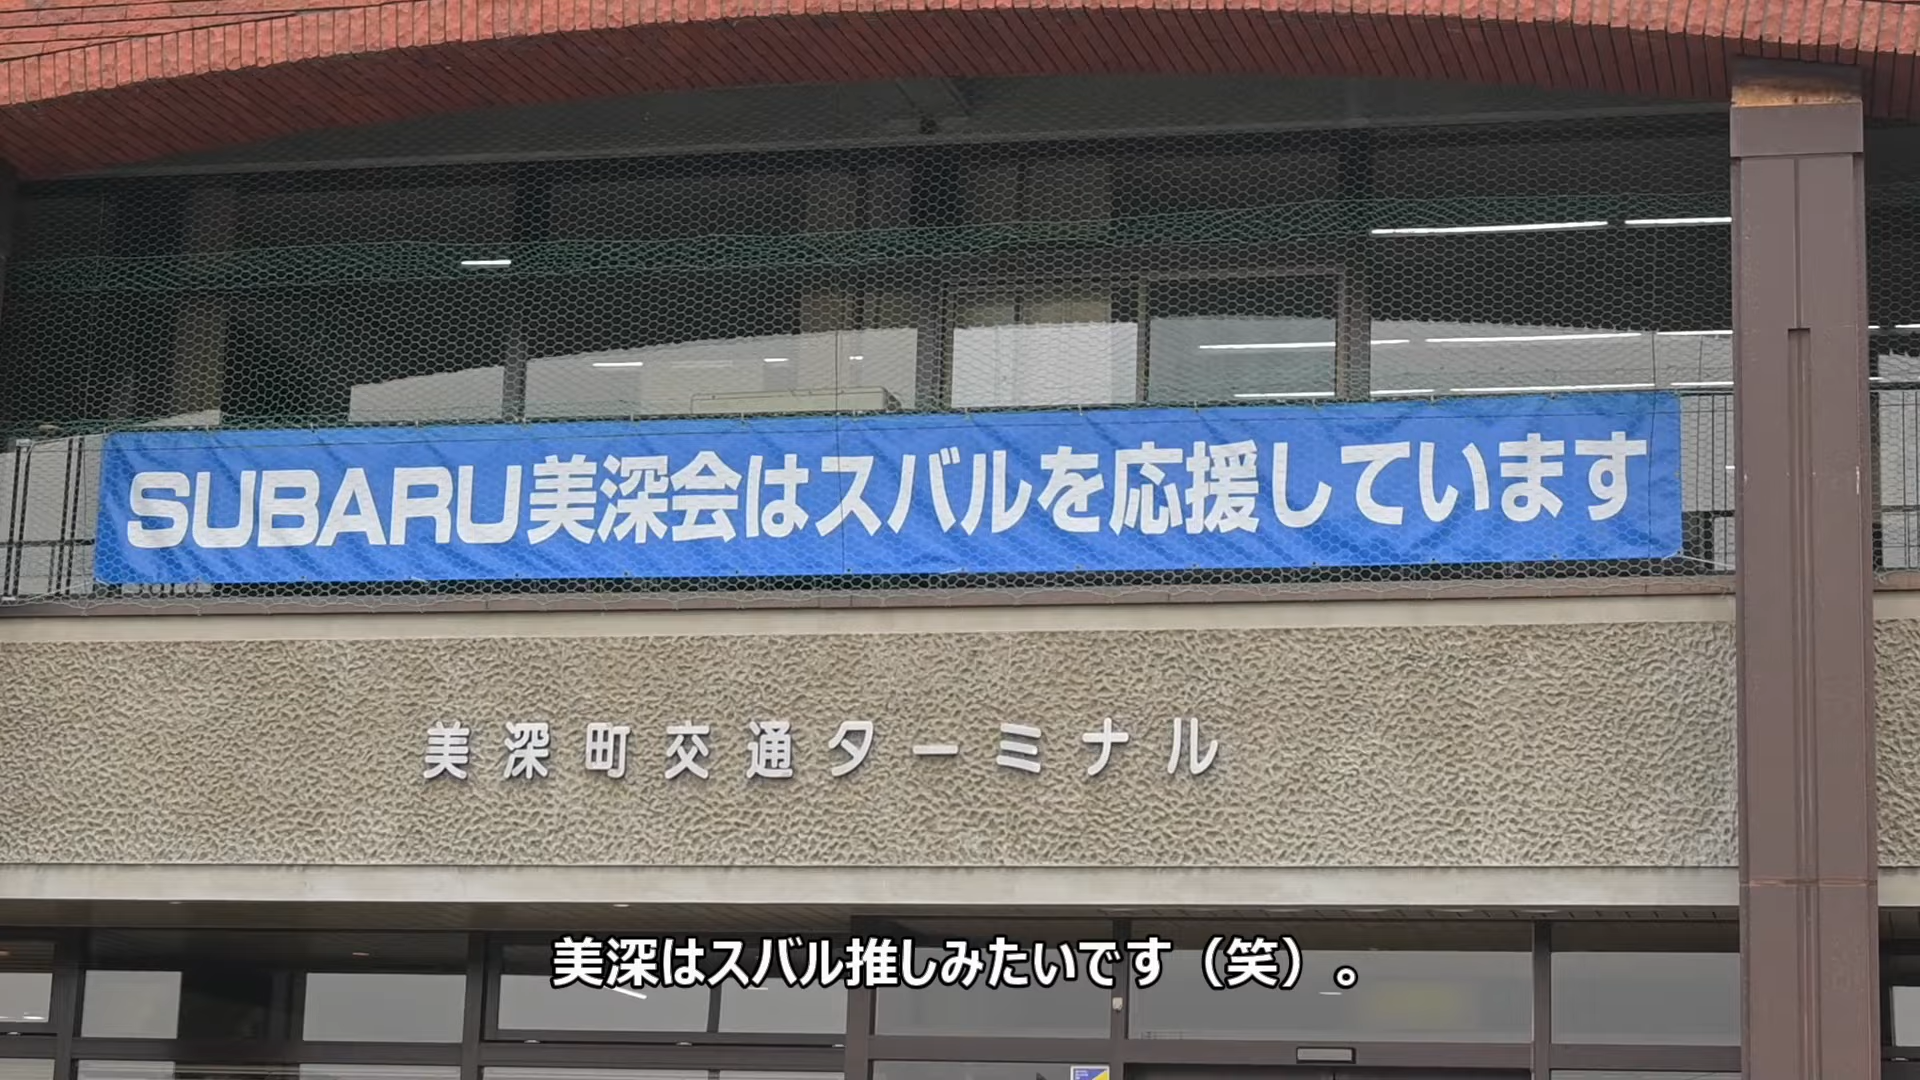 SUBARU美深会はスバルを応援しています
美深町交通ターミナル
美深はスバル推しみたいです（笑）。